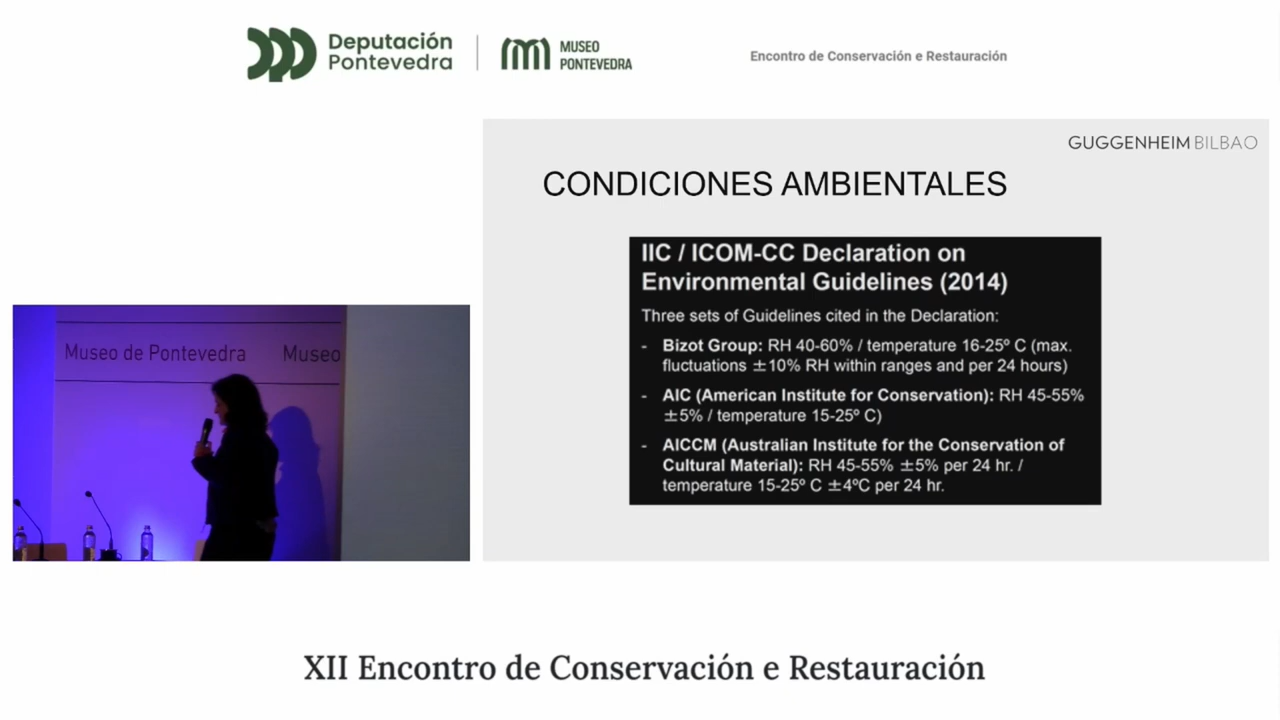 Deputación
Pontevedra
MUSEO
PONTEVEDRA
Encontro de Conservación e Restauración
GUGGENHEIM BILBAO
CONDICIONES AMBIENTALES
IIC / ICOM-CC Declaration on
Environmental Guidelines (2014)
Three sets of Guidelines cited in the Declaration:
- Bizot Group: RH 40-60% / temperature 16-25º C (max.
fluctuations ±10% RH within ranges and per 24 hours)
- AIC (American Institute for Conservation): RH 45-55%
±5% / temperature 15-25º C)
- AICCM (Australian Institute for the Conservation of
Cultural Material): RH 45-55% ±5% per 24 hr. /
temperature 15-25º C ±4ºC per 24 hr.
Museo de Pontevedra Museo
XII Encontro de Conservación e Restauración